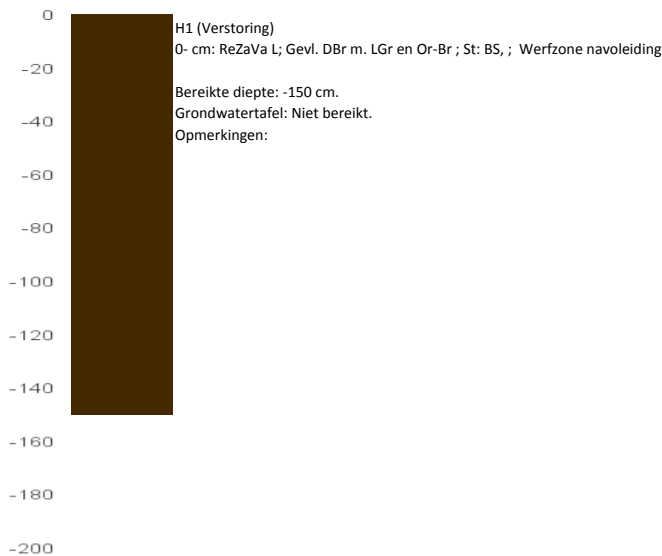 0
H1 (Verstoring)
0- cm: ReZaVa L; Gevl. DBr m. LGr en Or-Br ; St: BS, ; Werfzone navoleiding
-20
Bereikte diepte: -150 cm.
Grondwatertafel: Niet bereikt.
-40
Opmerkingen:
-60
-80
-100
-120
-140
-160
-180
-200